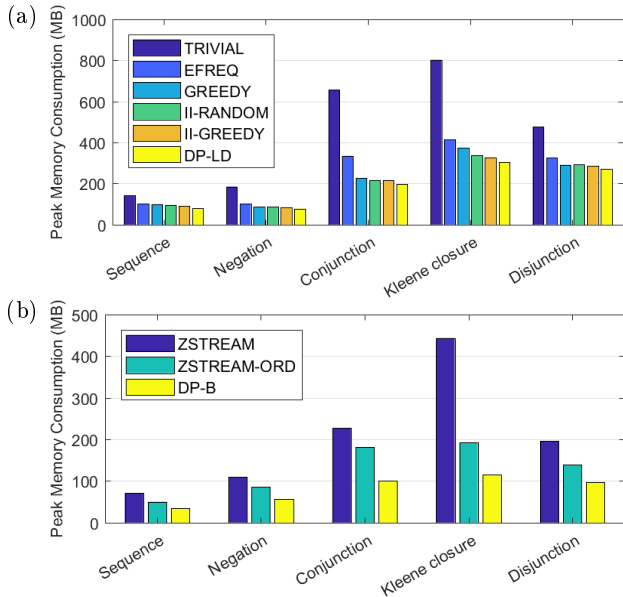 (a)
Peak Memory Consumption (MB)
1000
800
600
400
200
0
TRIVIAL
EFREQ
GREEDY
II-RANDOM
II-GREEDY
DP-LD
Sequence
Negation
Conjunction
Kleene closure
Disjunction
(b)
Peak Memory Consumption (MB)
500
400
300
200
100
0
ZSTREAM
ZSTREAM-ORD
DP-B
Sequence
Negation
Conjunction
Kleene closure
Disjunction